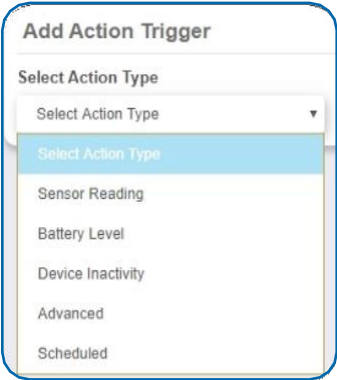 Add Action Trigger
Select Action Type
Select Action Type
Select Action Type
Sensor Reading
Battery Level
Device Inactivity
Advanced
Scheduled